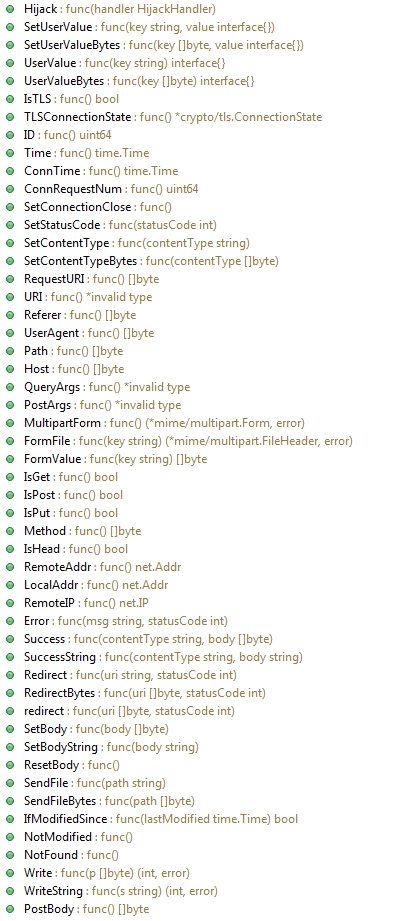 Hijack : func(handler HijackHandler)
SetUserValue : func(key string, value interface{})
SetUserValueBytes : func(key []byte, value interface{})
UserValue : func(key string) interface{}
UserValueBytes : func(key []byte) interface{}
IsTLS : func() bool
TLSConnectionState : func() *crypto/tls.ConnectionState
ID : func() uint64
Time : func() time.Time
ConnTime : func() time.Time
ConnRequestNum : func() uint64
SetConnectionClose : func()
SetStatusCode : func(statusCode int)
SetContentType : func(contentType string)
SetContentTypeBytes : func(contentType []byte)
RequestURI : func() []byte
URI : func() *invalid type
Referer : func() []byte
UserAgent : func() []byte
Path : func() []byte
Host : func() []byte
QueryArgs : func() *invalid type
PostArgs : func() *invalid type
MultipartForm : func() (*mime/multipart.Form, error)
FormFile : func(key string) (*mime/multipart.FileHeader, error)
FormValue : func(key string) []byte
IsGet : func() bool
IsPost : func() bool
IsPut : func() bool
Method : func() []byte
IsHead : func() bool
RemoteAddr : func() net.Addr
LocalAddr : func() net.Addr
RemoteIP : func() net.IP
Error : func(msg string, statusCode int)
Success : func(contentType string, body []byte)
SuccessString : func(contentType string, body string)
Redirect : func(uri string, statusCode int)
RedirectBytes : func(uri []byte, statusCode int)
redirect : func(uri []byte, statusCode int)
SetBody : func(body []byte)
SetBodyString : func(body string)
ResetBody : func()
SendFile : func(path string)
SendFileBytes : func(path []byte)
IfModifiedSince : func(lastModified time.Time) bool
NotModified : func()
NotFound : func()
Write : func(p []byte) (int, error)
WriteString : func(s string) (int, error)
PostBody : func() []byte